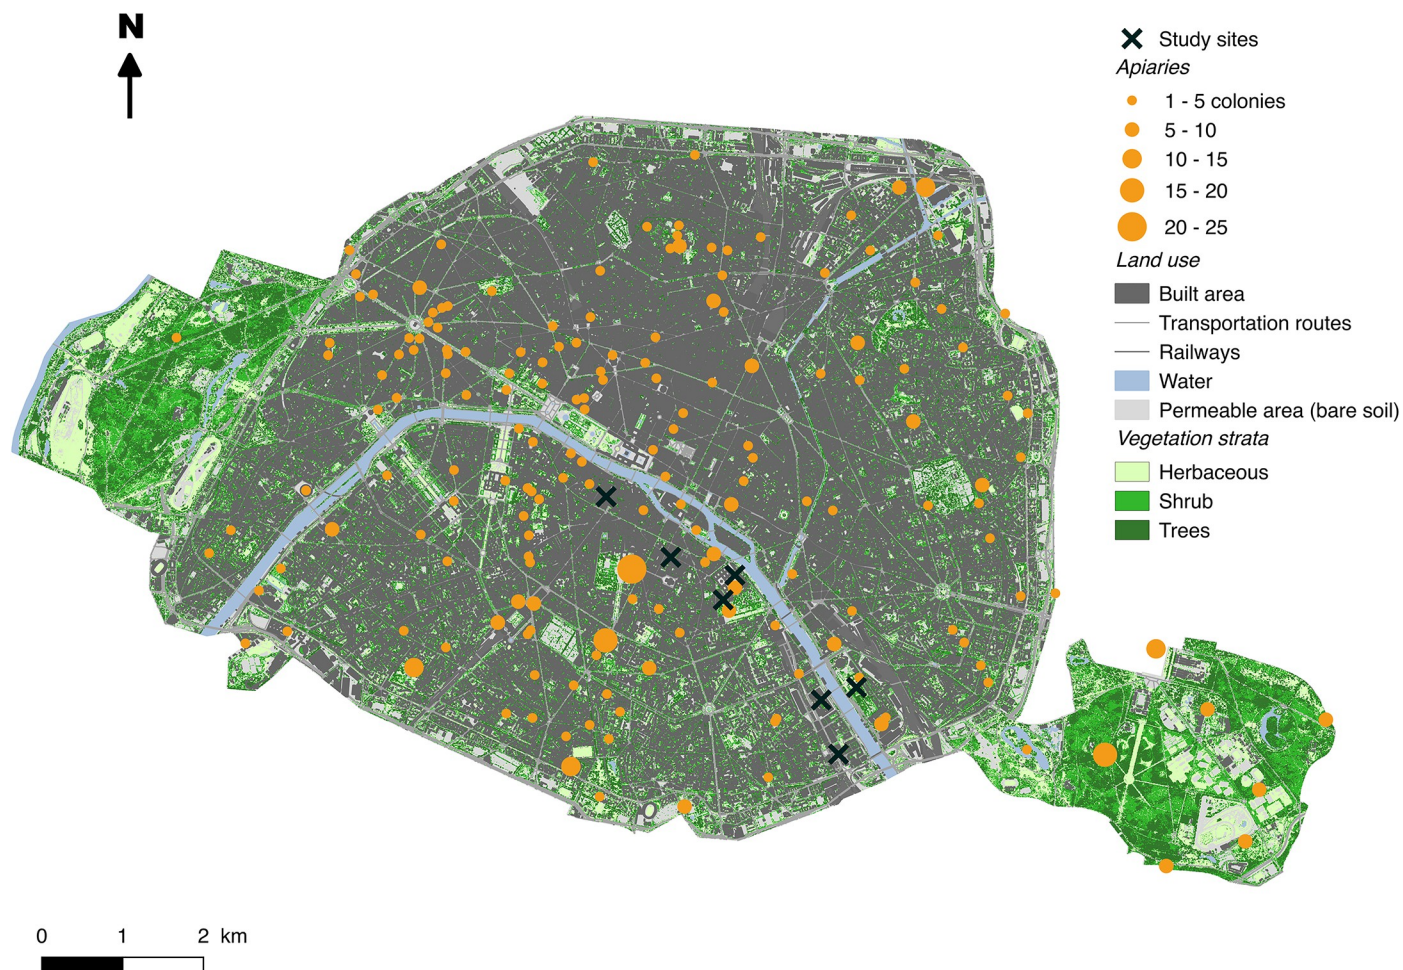 N
Study sites
Apiaries
1 - 5 colonies
5 - 10
10 - 15
15 - 20
20 - 25
Land use
Built area
Transportation routes
Railways
Water
Permeable area (bare soil)
Vegetation strata
Herbaceous
Shrub
Trees
0 1 2 km